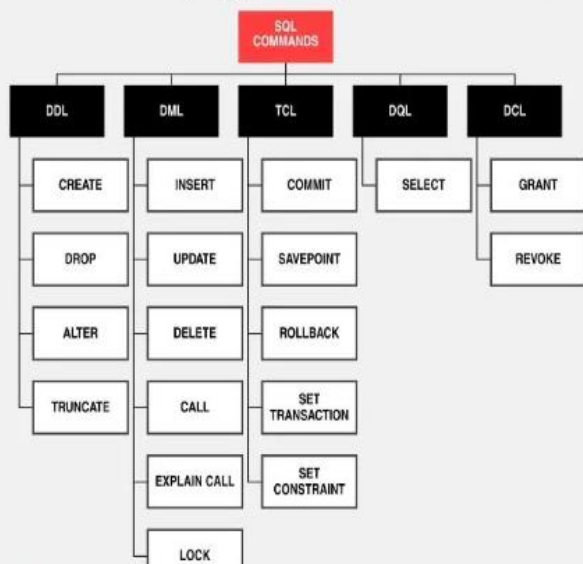 SQL
COMMANDS
DDL
DML
TCL
DQL
DCL
CREATE
INSERT
COMMIT
SELECT
GRANT
DROP
UPDATE
SAVEPOINT
REVOKE
ALTER
DELETE
ROLLBACK
TRUNCATE
CALL
SET
TRANSACTION
EXPLAIN CALL
SET
CONSTRAINT
LOCK